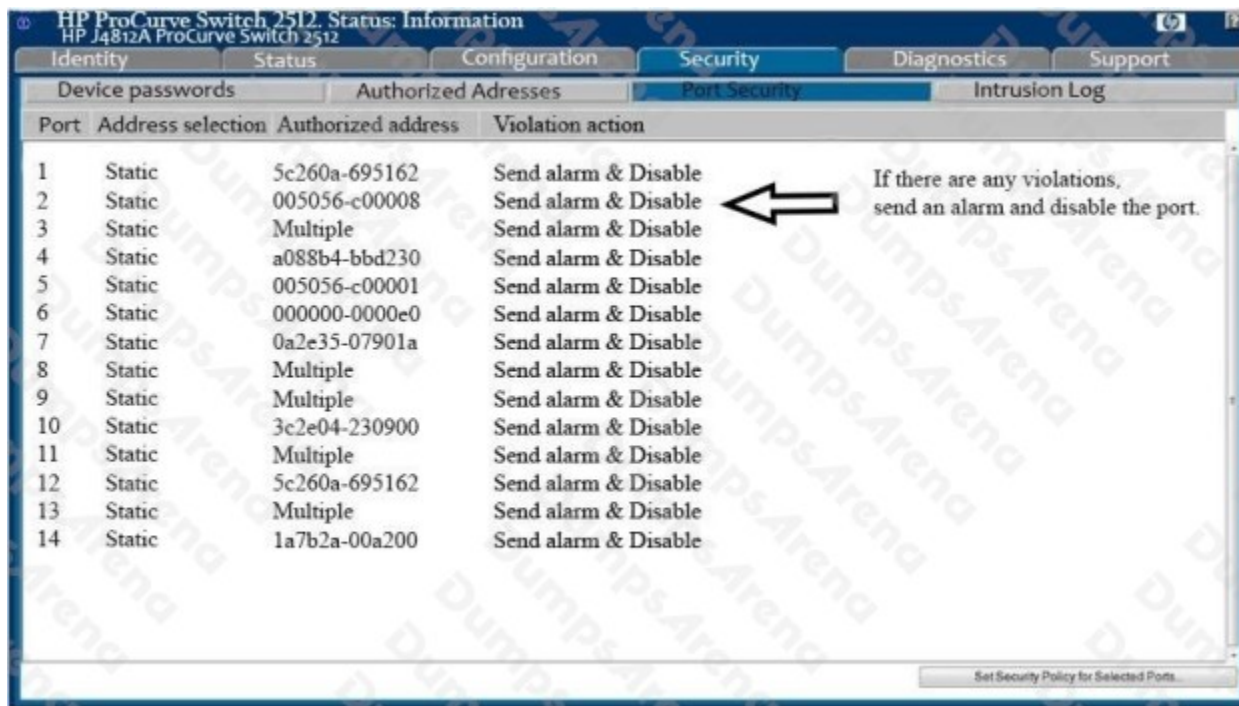 HP ProCurve Switch 2512. Status: Information
HP J4812A ProCurve Switch 2512
Identity Status Configuration Security Diagnostics Support
Device passwords Authorized Adresses Port Security Intrusion Log
Port Address selection Authorized address Violation action
1 Static 5c260a-695162 Send alarm & Disable
If there are any violations,
2 Static 005056-c00008 Send alarm & Disable
send an alarm and disable the port.
3 Static Multiple Send alarm & Disable
4 Static a088b4-bbd230 Send alarm & Disable
5 Static 005056-c00001 Send alarm & Disable
6 Static 000000-0000e0 Send alarm & Disable
7 Static 0a2e35-07901a Send alarm & Disable
8 Static Multiple Send alarm & Disable
9 Static Multiple Send alarm & Disable
10 Static 3c2e04-230900 Send alarm & Disable
11 Static Multiple Send alarm & Disable
12 Static 5c260a-695162 Send alarm & Disable
13 Static Multiple Send alarm & Disable
14 Static 1a7b2a-00a200 Send alarm & Disable
Set Security Policy for Selected Ports...
DumpsArena